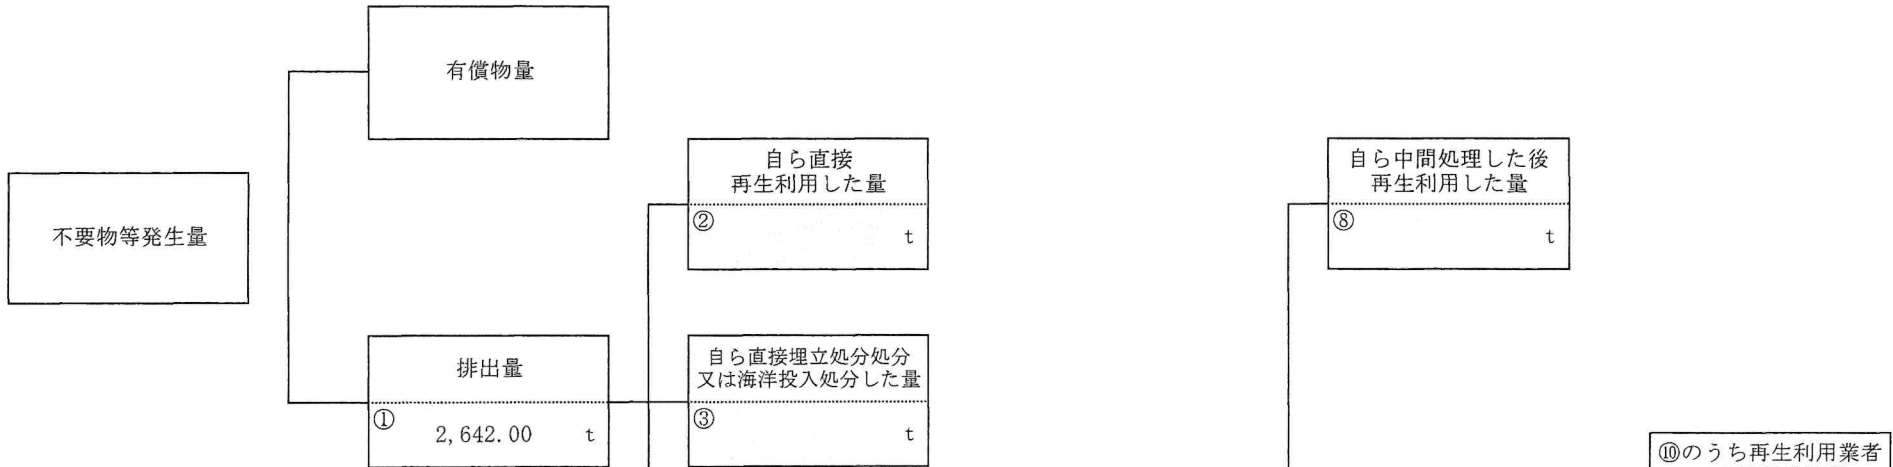 有償物量
不要物等発生量
自ら直接
再生利用した量
②
t
自ら中間処理した後
再生利用した量
⑧
t
排出量
①
2,642.00 t
自ら直接埋立処分処分
又は海洋投入処分した量
③
t
⑩のうち再生利用業者